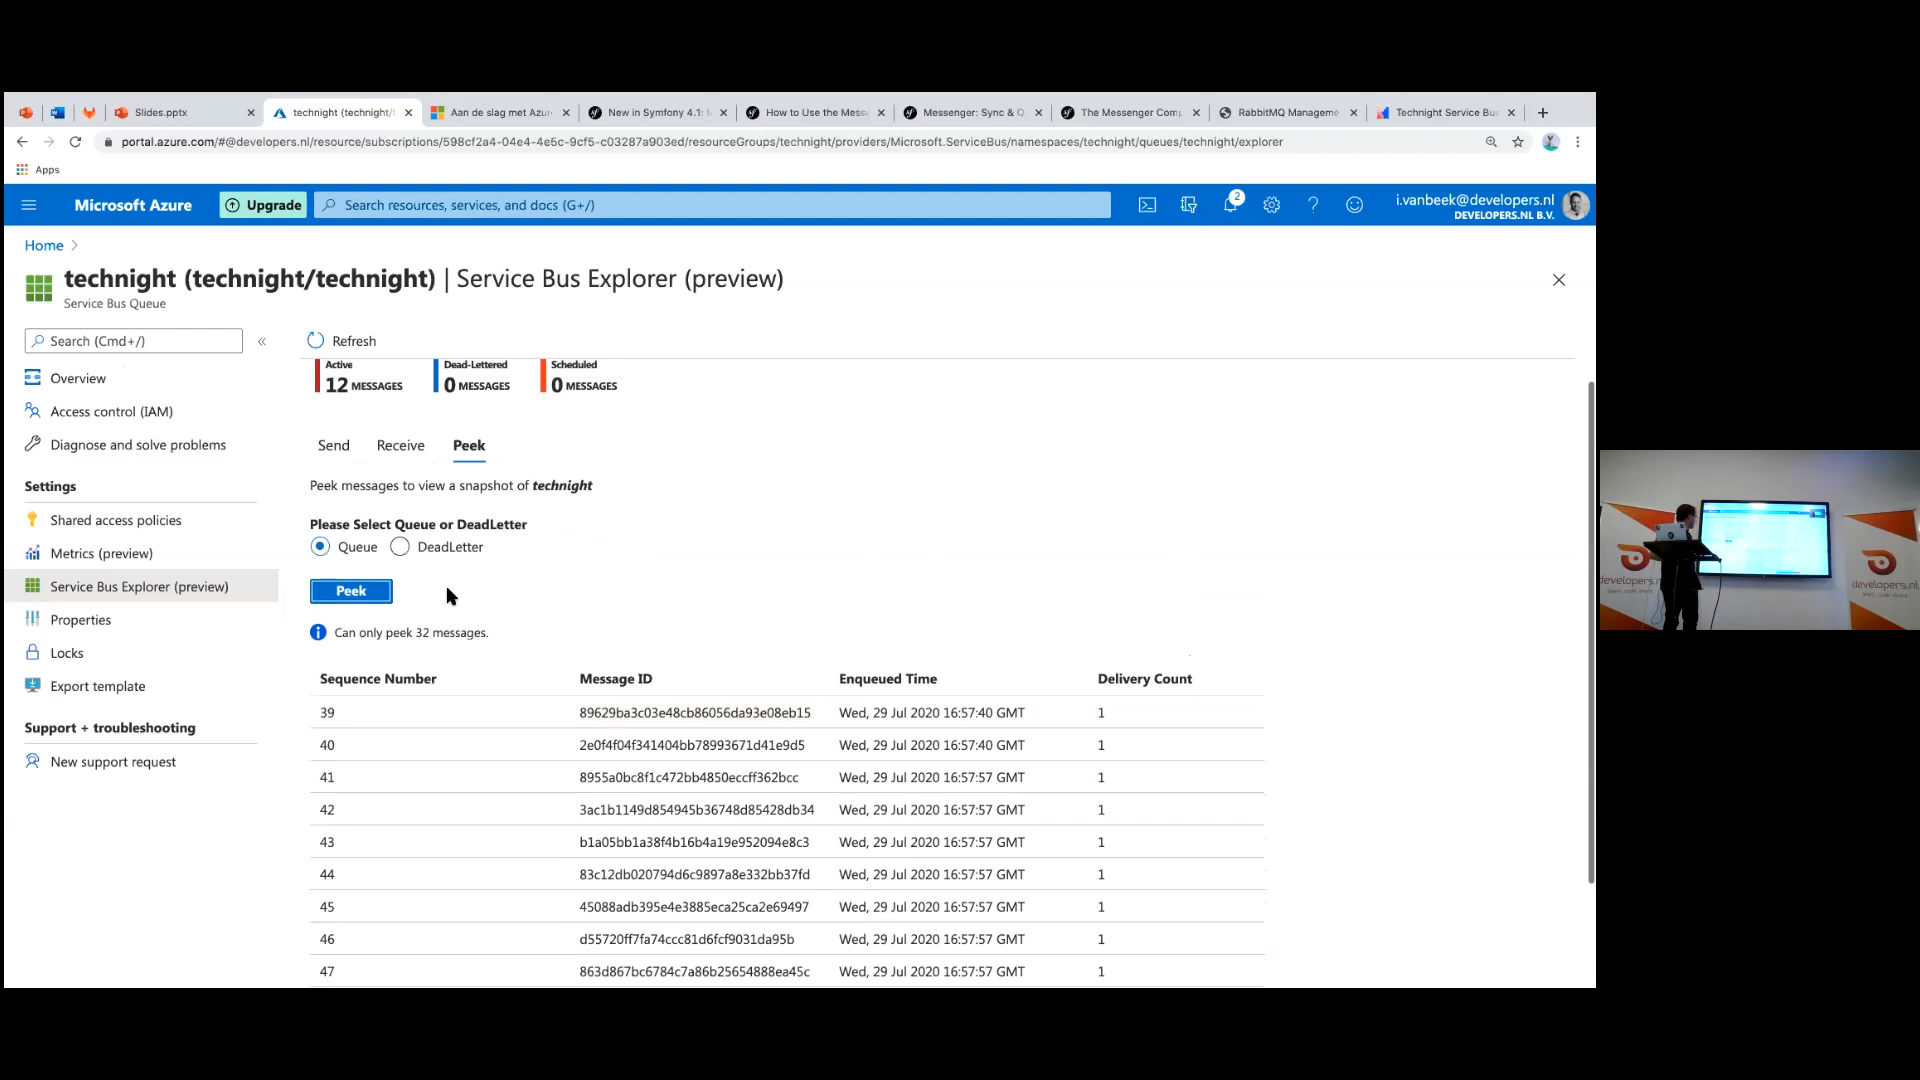 Slides.pptx
technight (technight/t
Aan de slag met Azur
New in Symfony 4.1: M
How to Use the Mess
Messenger: Sync & Q
The Messenger Comp
RabbitMQ Manageme
Technight Service Bus
portal.azure.com/#@developers.nl/resource/subscriptions/598cf2a4-04e4-4e5c-9cf5-c03287a903ed/resourceGroups/technight/providers/Microsoft.ServiceBus/namespaces/technight/queues/technight/explorer
Apps
Microsoft Azure
Upgrade
Search resources, services, and docs (G+/)
2
i.vanbeek@developers.nl
DEVELOPERS.NL B.V.
Home
technight (technight/technight) | Service Bus Explorer (preview)
Service Bus Queue
Search (Cmd+/)
Refresh
Overview
Access control (IAM)
Diagnose and solve problems
Settings
Shared access policies
Metrics (preview)
Service Bus Explorer (preview)
Properties
Locks
Export template
Support + troubleshooting
New support request
Active
12 MESSAGES
Dead-Lettered
0 MESSAGES
Scheduled
0 MESSAGES
Send Receive Peek
Peek messages to view a snapshot of technight
Please Select Queue or DeadLetter
Queue DeadLetter
Peek
Can only peek 32 messages.
Sequence Number Message ID Enqueued Time Delivery Count
39 89629ba3c03e48cb86056da93e08eb15 Wed, 29 Jul 2020 16:57:40 GMT 1
40 2e0f4f04f341404bb78993671d41e9d5 Wed, 29 Jul 2020 16:57:40 GMT 1
41 8955a0bc8f1c472bb4850eccff362bcc Wed, 29 Jul 2020 16:57:57 GMT 1
42 3ac1b1149d854945b36748d85428db34 Wed, 29 Jul 2020 16:57:57 GMT 1
43 b1a05bb1a38f4b16b4a19e952094e8c3 Wed, 29 Jul 2020 16:57:57 GMT 1
44 83c12db020794d6c9897a8e332bb37fd Wed, 29 Jul 2020 16:57:57 GMT 1
45 45088adb395e4e3885eca25ca2e69497 Wed, 29 Jul 2020 16:57:57 GMT 1
46 d55720ff7fa74ccc81d6fcf9031da95b Wed, 29 Jul 2020 16:57:57 GMT 1
47 863d867bc6784c7a86b25654888ea45c Wed, 29 Jul 2020 16:57:57 GMT 1
developers.n
developers.nl